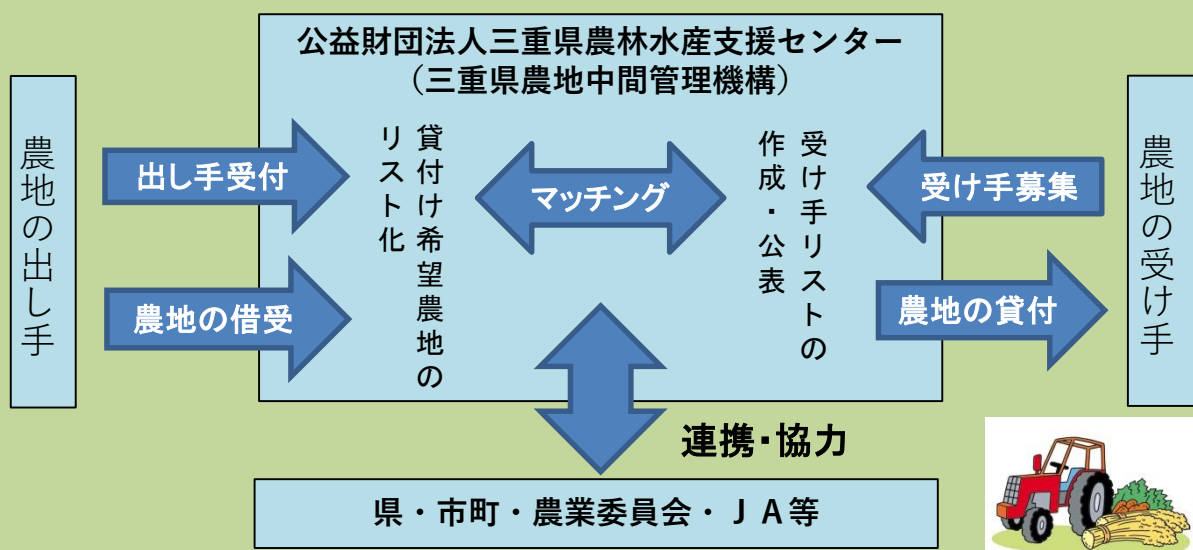 公益財団法人三重県農林水産支援センター
（三重県農地中間管理機構）
農地の出し手
出し手受付
農地の借受
貸付け希望農地の
リスト化
マッチング
受け手リストの
作成・公表
受け手募集
農地の貸付
農地の受け手
連携・協力
県・市町・農業委員会・ＪＡ等